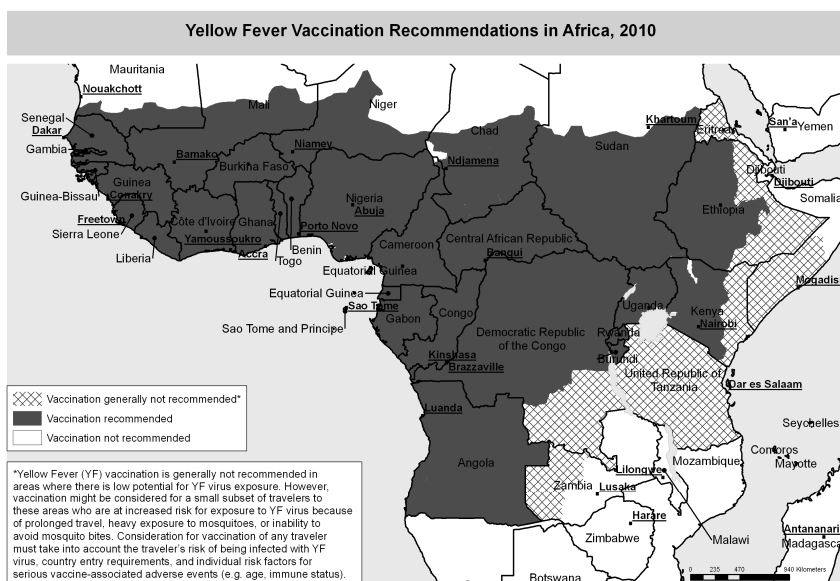 Yellow Fever Vaccination Recommendations in Africa, 2010
Mauritania
Nouakchott
Mali
Niger
Chad
Khartoum
Eritrea
San'a
Yemen
Senegal
Dakar
Gambia
Bamako
Niamey
Burkina Faso
Ndjamena
Sudan
Djibouti
Djibouti
Somalia
Guinea
Guinea-Bissau
Conakry
Nigeria
Abuja
Ethiopia
Freetown
Sierra Leone
Côte d'Ivoire
Ghana
Porto Novo
Yamoussoukro
Accra
Benin
Togo
Liberia
Cameroon
Central African Republic
Bangui
Equatorial Guinea
Mogadis
Equatorial Guinea
Sao Tome
Gabon
Congo
Uganda
Kenya
Nairobi
Sao Tome and Principe
Democratic Republic
of the Congo
Rwanda
Kinshasa
Brazzaville
Burundi
United Republic of
Tanzania
Dar es Salaam
Luanda
Seychelles
Angola
Comoros
Mayotte
Mozambique
Lilongwe
Zambia
Lusaka
Harare
Malawi
Zimbabwe
Antananari
Madagasca
Botswana
Vaccination generally not recommended*
Vaccination recommended
Vaccination not recommended
*Yellow Fever (YF) vaccination is generally not recommended in
areas where there is low potential for YF virus exposure. However,
vaccination might be considered for a small subset of travelers to
these areas who are at increased risk for exposure to YF virus because
of prolonged travel, heavy exposure to mosquitoes, or inability to
avoid mosquito bites. Consideration for vaccination of any traveler
must take into account the traveler's risk of being infected with YF
virus, country entry requirements, and individual risk factors for
serious vaccine-associated adverse events (e.g. age, immune status).
0 235 470 940 Kilometers